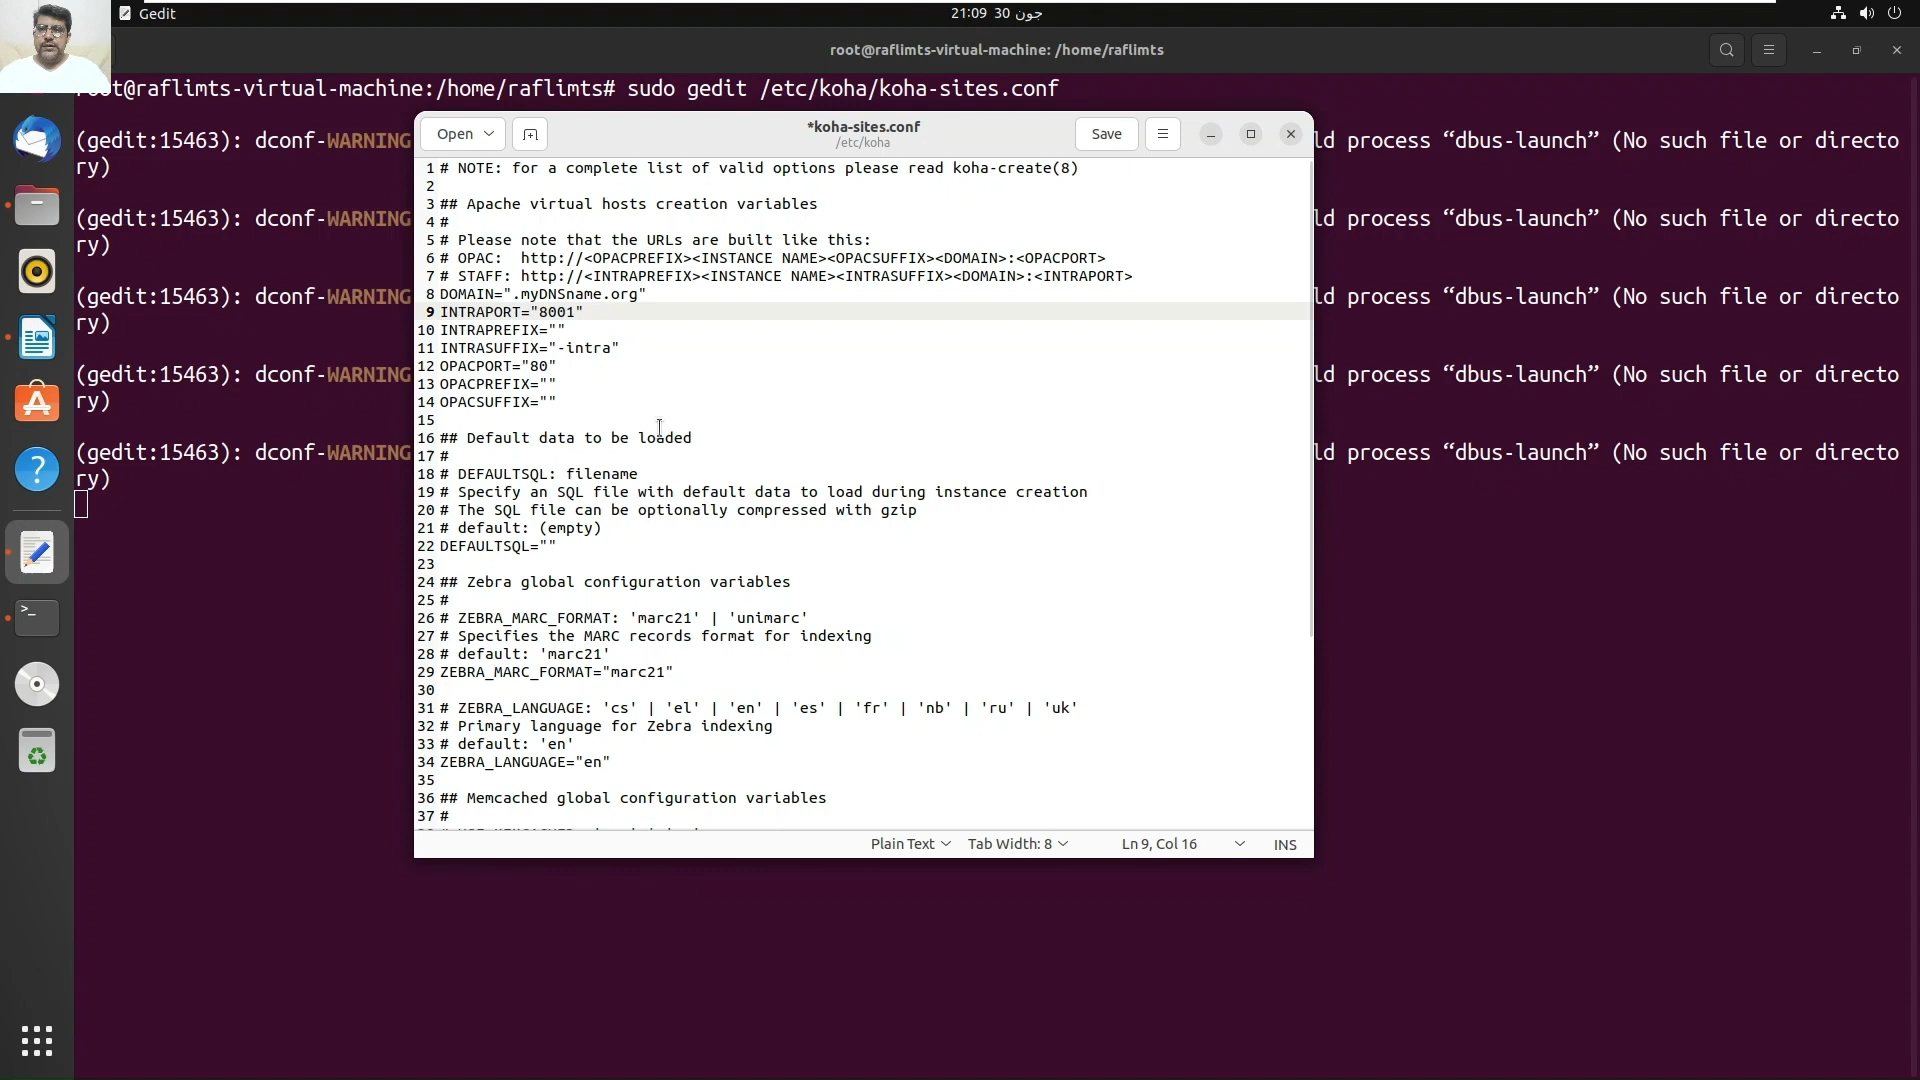 Gedit
21:09 30 جون
root@raflimts-virtual-machine: /home/raflimts
t@raflimts-virtual-machine:/home/raflimts# sudo gedit /etc/koha/koha-sites.conf
(gedit:15463): dconf-WARNING
ld process “dbus-launch” (No such file or directo
ry)
(gedit:15463): dconf-WARNING
ld process “dbus-launch” (No such file or directo
ry)
(gedit:15463): dconf-WARNING
ld process “dbus-launch” (No such file or directo
ry)
(gedit:15463): dconf-WARNING
ld process “dbus-launch” (No such file or directo
ry)
(gedit:15463): dconf-WARNING
ld process “dbus-launch” (No such file or directo
ry)
Open
*koha-sites.conf
/etc/koha
Save
1 # NOTE: for a complete list of valid options please read koha-create(8)
2
3 ## Apache virtual hosts creation variables
4 #
5 # Please note that the URLs are built like this:
6 # OPAC:  http://<OPACPREFIX><INSTANCE NAME><OPACSUFFIX><DOMAIN>:<OPACPORT>
7 # STAFF: http://<INTRAPREFIX><INSTANCE NAME><INTRASUFFIX><DOMAIN>:<INTRAPORT>
8 DOMAIN=".myDNSname.org"
9 INTRAPORT="8001"
10 INTRAPREFIX=""
11 INTRASUFFIX="-intra"
12 OPACPORT="80"
13 OPACPREFIX=""
14 OPACSUFFIX=""
15
16 ## Default data to be loaded
17 #
18 # DEFAULTSQL: filename
19 # Specify an SQL file with default data to load during instance creation
20 # The SQL file can be optionally compressed with gzip
21 # default: (empty)
22 DEFAULTSQL=""
23
24 ## Zebra global configuration variables
25 #
26 # ZEBRA_MARC_FORMAT: 'marc21' | 'unimarc'
27 # Specifies the MARC records format for indexing
28 # default: 'marc21'
29 ZEBRA_MARC_FORMAT="marc21"
30
31 # ZEBRA_LANGUAGE: 'cs' | 'el' | 'en' | 'es' | 'fr' | 'nb' | 'ru' | 'uk'
32 # Primary language for Zebra indexing
33 # default: 'en'
34 ZEBRA_LANGUAGE="en"
35
36 ## Memcached global configuration variables
37 #
Plain Text
Tab Width: 8
Ln 9, Col 16
INS